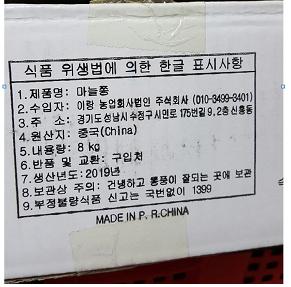 식품 위생법에 의한 한글 표시사항
1.제품명: 마늘쫑
2.수입자: 이랑 농업회사법인 주식회사 (010-3499-3401)
3.주 소: 경기도성남시수정구시민로 175번길 9, 2층신흥동
4.원산지: 중국(China)
5.내용량: 8 kg
6.반품 및 교환: 구입처
7.생산년도: 2019년
8.보관상 주의: 건냉하고 통풍이 잘되는 곳에 보관
9.부정불량식품 신고는 국번없이 1399
MADE IN P. R.CHINA